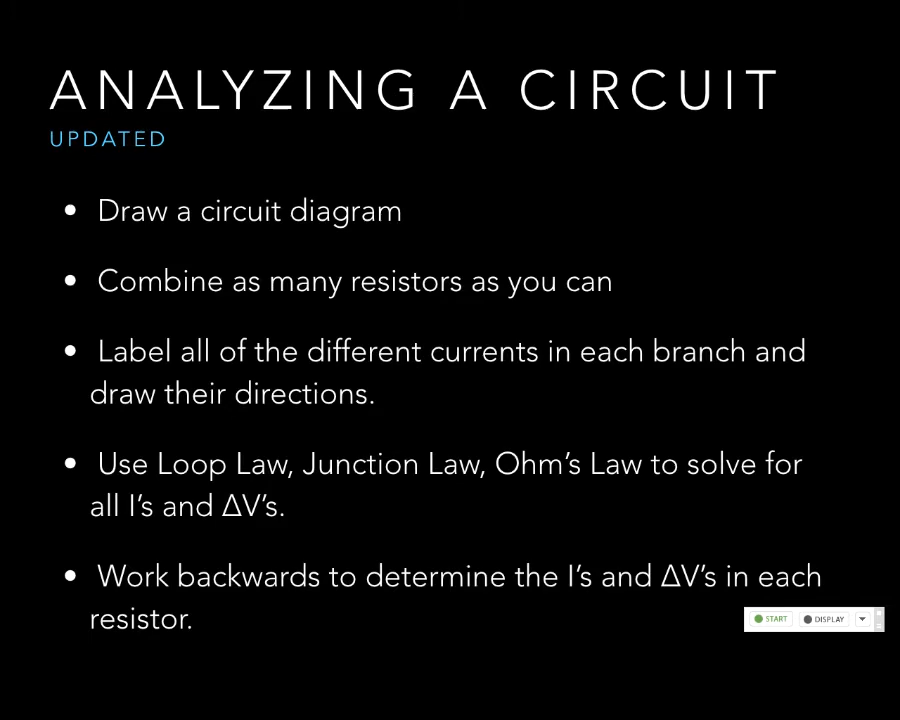 ANALYZING A CIRCUIT
UPDATED
• Draw a circuit diagram
• Combine as many resistors as you can
• Label all of the different currents in each branch and
draw their directions.
• Use Loop Law, Junction Law, Ohm’s Law to solve for
all I’s and ΔV’s.
• Work backwards to determine the I’s and ΔV’s in each
resistor.
START DISPLAY